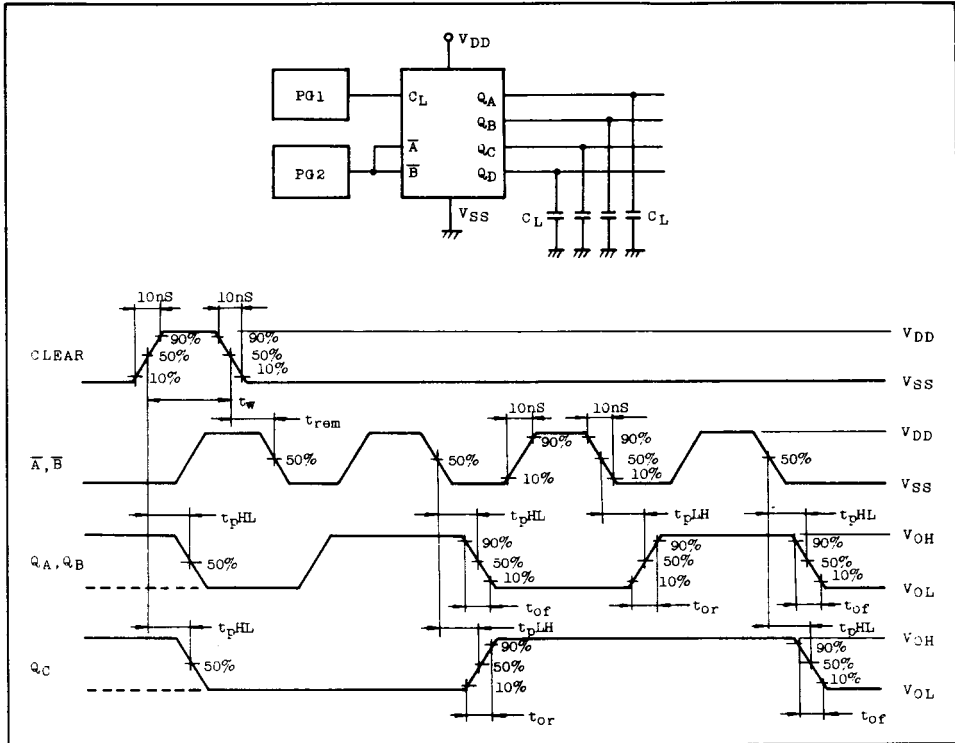 VDD
PG1
CL
QA
QB
QC
QD
PG2
A̅
B̅
VSS
CL
CL
10nS
10nS
CLEAR
90%
50%
10%
90%
50%
10%
VDD
VSS
tw
trem
10nS
10nS
A̅,B̅
50%
50%
90%
10%
90%
50%
10%
50%
VDD
VSS
tpHL
tpHL
tpLH
tpHL
QA,QB
50%
90%
50%
10%
90%
50%
10%
90%
50%
10%
VOH
VOL
tof
tor
tof
tpHL
tpLH
tpHL
QC
50%
90%
50%
10%
90%
50%
10%
VOH
VOL
tor
tof